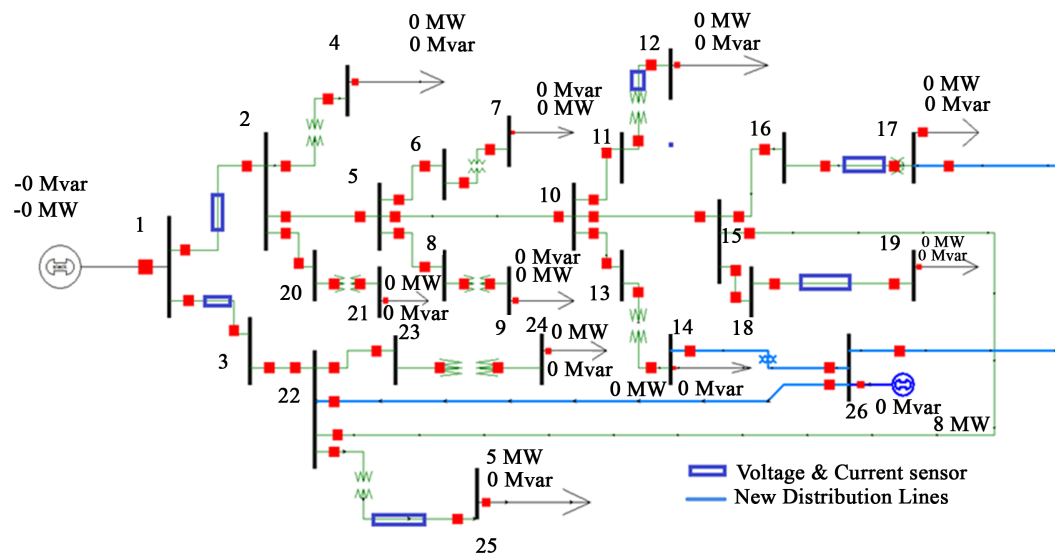 0 MW
0 Mvar
4
0 MW
0 Mvar
12
0 Mvar
0 MW
7
0 MW
0 Mvar
2
6
11
16
17
-0 Mvar
-0 MW
1
5
10
15
8
0 Mvar
0 MW
19
0 MW
0 Mvar
20
21
0 MW
0 Mvar
13
18
3
23
9
24
0 MW
0 Mvar
14
22
0 MW
0 Mvar
26
0 Mvar
8 MW
5 MW
0 Mvar
25
Voltage & Current sensor
New Distribution Lines